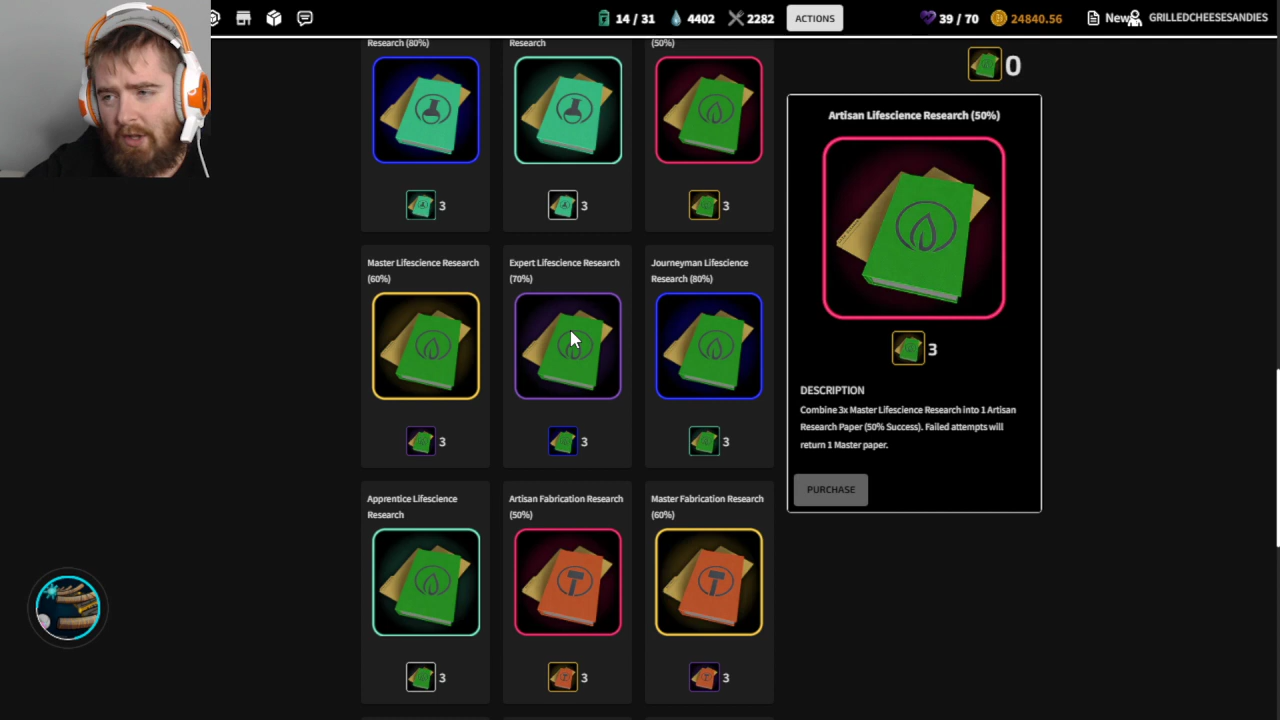 14 / 31
4402
2282
ACTIONS
39 / 70
24840.56
New
GRILLEDCHEESESANDIES
Research (80%)
Research
(50%)
0
3
3
3
Artisan Lifescience Research (50%)
3
DESCRIPTION
Combine 3x Master Lifescience Research into 1 Artisan
Research Paper (50% Success). Failed attempts will
return 1 Master paper.
PURCHASE
Master Lifescience Research
(60%)
Expert Lifescience Research
(70%)
Journeyman Lifescience
Research (80%)
3
3
3
Apprentice Lifescience
Research
Artisan Fabrication Research
(50%)
Master Fabrication Research
(60%)
3
3
3